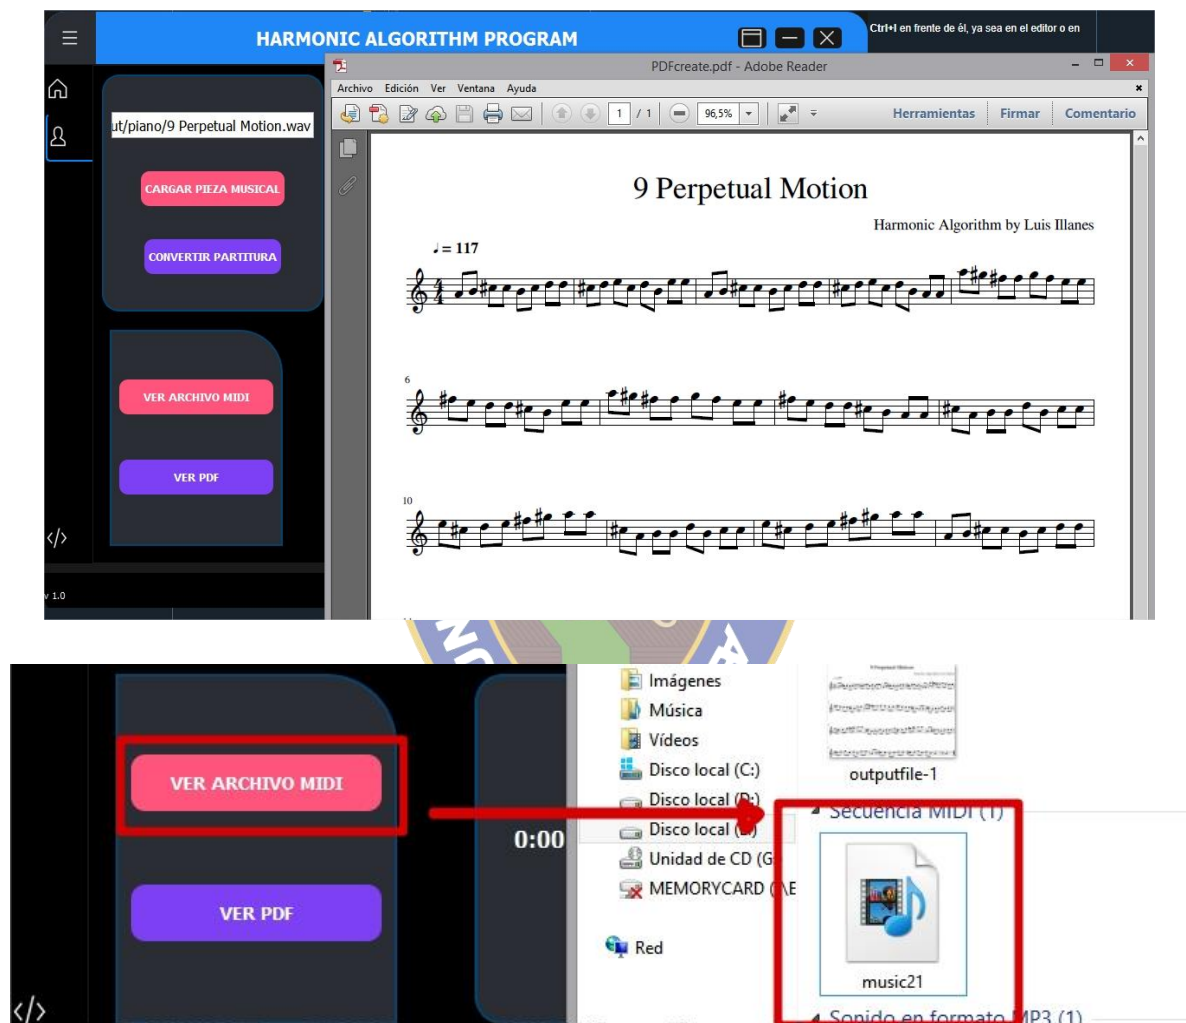 HARMONIC ALGORITHM PROGRAM
Ctrl+I en frente de él, ya sea en el editor o en
PDFcreate.pdf - Adobe Reader
Archivo Edición Ver Ventana Ayuda
1 / 1 96,5% Herramientas Firmar Comentario
ut/piano/9 Perpetual Motion.wav
CARGAR PIEZA MUSICAL
CONVERTIR PARTITURA
VER ARCHIVO MIDI
VER PDF
v 1.0
9 Perpetual Motion
Harmonic Algorithm by Luis Illanes
♩ = 117
6
10
VER ARCHIVO MIDI
VER PDF
0:00
Imágenes
Música
Vídeos
Disco local (C:)
Disco local (D:)
Disco local
Unidad de CD (G
MEMORYCARD (\\E
Red
outputfile-1
Secuencia MIDI (1)
music21
Sonido en formato MP3 (1)